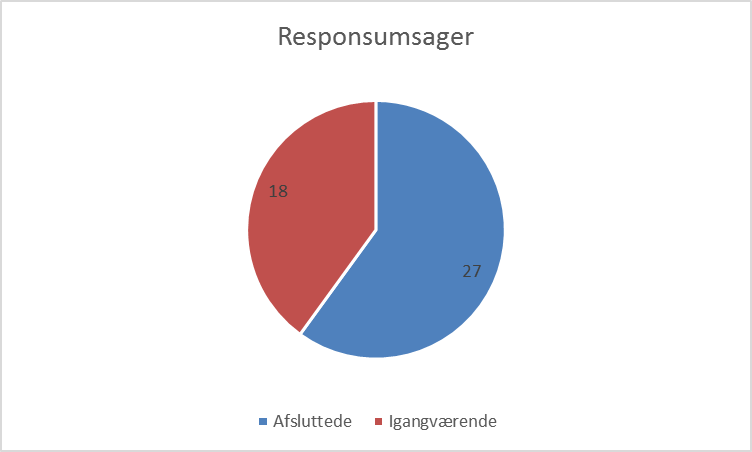 Responsumsager
18
27
Afsluttede Igangværende